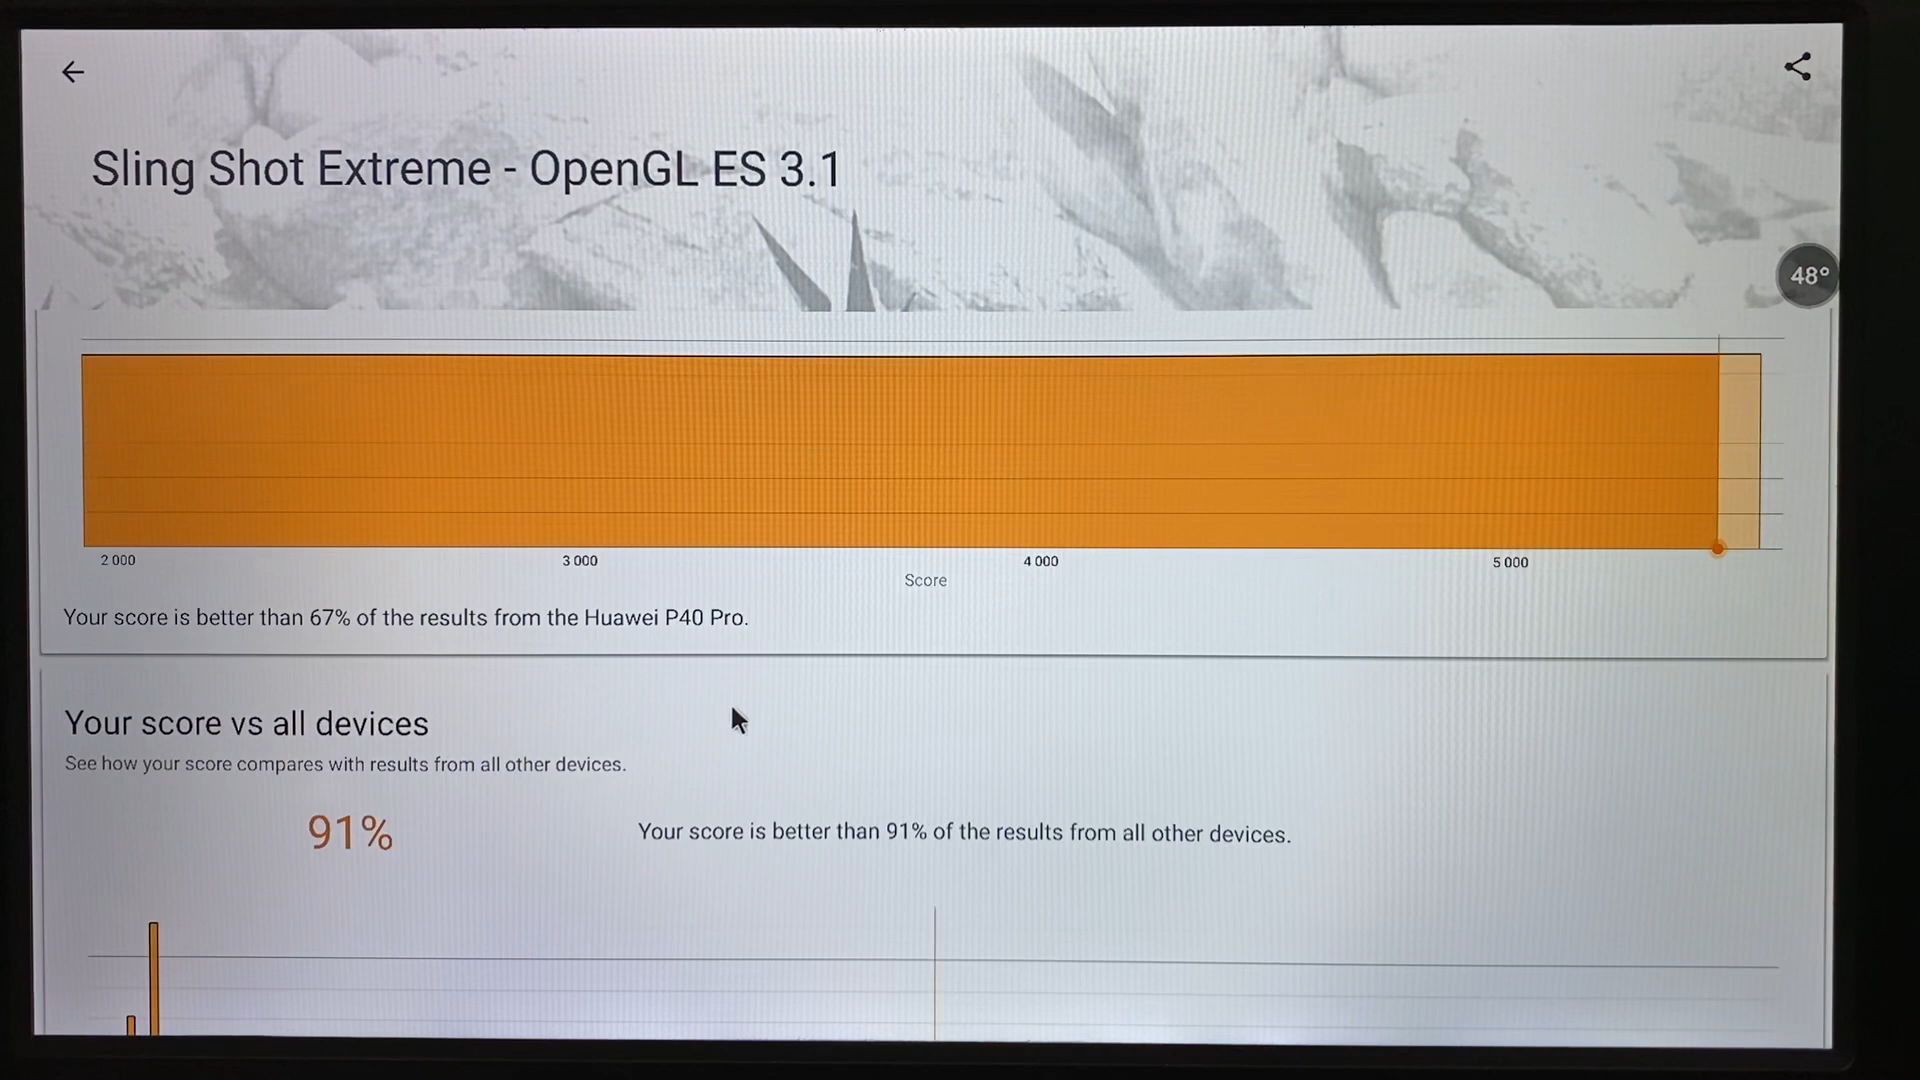 Sling Shot Extreme - OpenGL ES 3.1
48°
2 000 3 000 4 000 5 000
Score
Your score is better than 67% of the results from the Huawei P40 Pro.
Your score vs all devices
See how your score compares with results from all other devices.
91%
Your score is better than 91% of the results from all other devices.